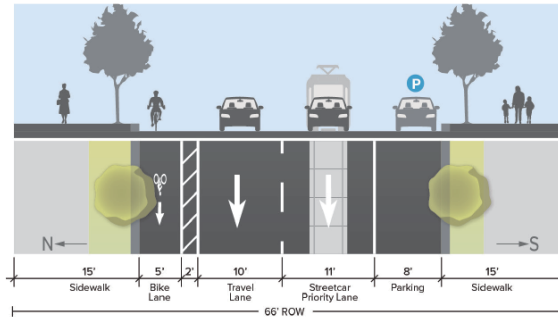 P
N
S
15'
5'
2'
10'
11'
8'
15'
Sidewalk
Bike
Lane
Travel
Lane
Streetcar
Priority Lane
Parking
Sidewalk
66' ROW